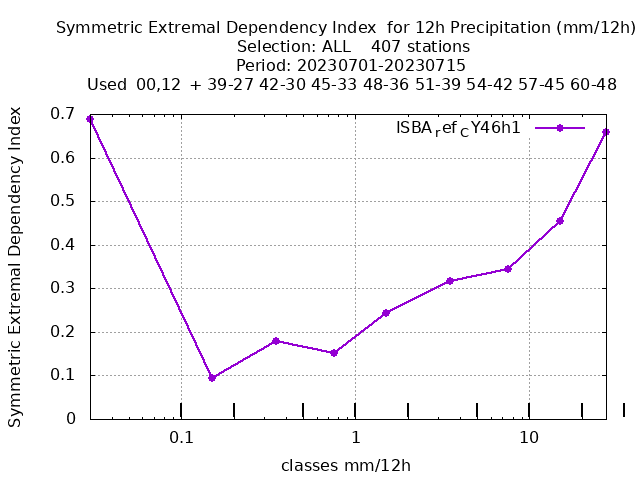 Symmetric Extremal Dependency Index  for 12h Precipitation (mm/12h)
Selection: ALL    407 stations
Period: 20230701-20230715
Used  00,12  + 39-27 42-30 45-33 48-36 51-39 54-42 57-45 60-48
Symmetric Extremal Dependency Index
0.7
0.6
0.5
0.4
0.3
0.2
0.1
0
ISBArefCY46h1
0.1 1 10
classes mm/12h